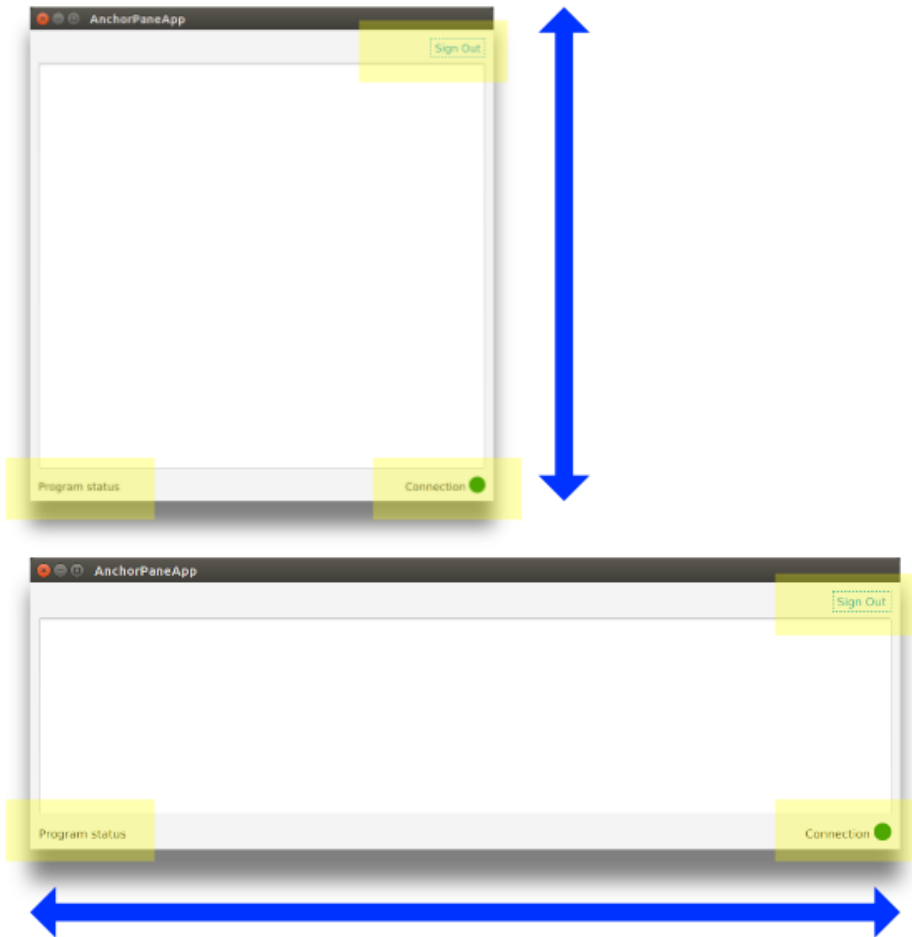 AnchorPaneApp
Sign Out
Program status
Connection
AnchorPaneApp
Sign Out
Program status
Connection